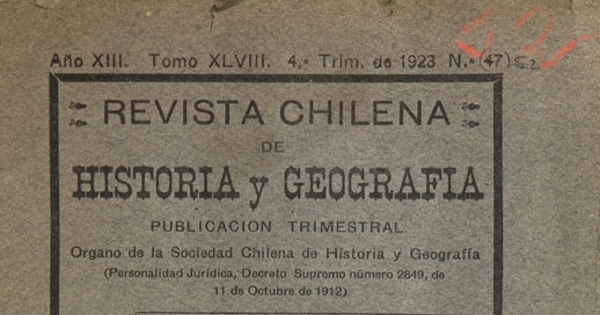 Año XIII. Tomo XLVIII. 4.º Trim. de 1923 N.º (47) 52
REVISTA CHILENA
DE
HISTORIA y GEOGRAFIA
PUBLICACION TRIMESTRAL
Organo de la Sociedad Chilena de Historia y Geografía
(Personalidad Jurídica, Decreto Supremo número 2849, de
11 de Octubre de 1912)